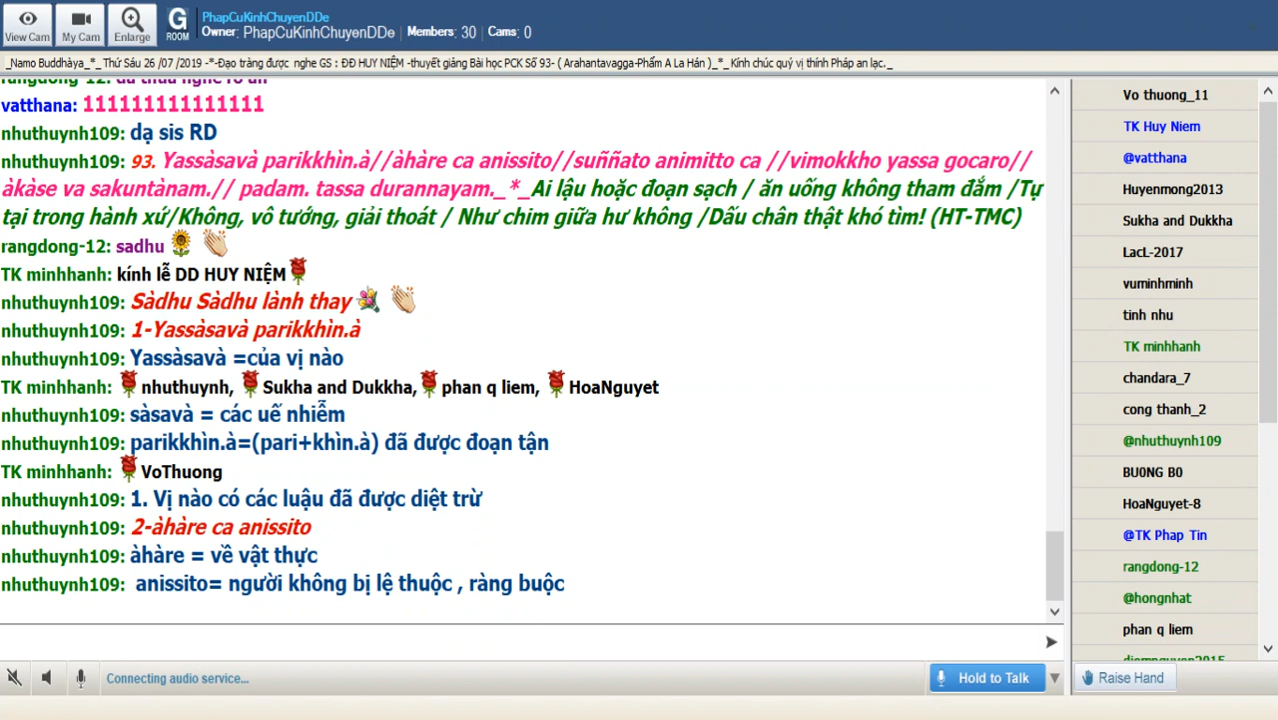 View Cam
My Cam
Enlarge
G
ROOM
PhapCuKinhChuyenDDe
Owner: PhapCuKinhChuyenDDe Members: 30 Cams: 0
_Namo Buddhàya_*_ Thứ Sáu 26 /07 /2019 -*-Đạo tràng được nghe GS : ĐĐ HUY NIỆM -thuyết giảng Bài học PCK Số 93- ( Arahantavagga-Phẩm A La Hán )_*_Kính chúc quý vị thính Pháp an lạc._
vatthana: 111111111111111
nhuthuynh109: dạ sis RD
nhuthuynh109: 93. Yassàsavà parikkhìn.à//àhàre ca anissito//suññato animitto ca //vimokkho yassa gocaro//
àkàse va sakuntànam.// padam. tassa durannayam._*_Ai lậu hoặc đoạn sạch / ăn uống không tham đắm /Tự
tại trong hành xứ/Không, vô tướng, giải thoát / Như chim giữa hư không /Dấu chân thật khó tìm! (HT-TMC)
rangdong-12: sadhu
TK minhhanh: kính lễ DD HUY NIỆM
nhuthuynh109: Sàdhu Sàdhu lành thay
nhuthuynh109: 1-Yassàsavà parikkhìn.à
nhuthuynh109: Yassàsavà =của vị nào
TK minhhanh: nhuthuynh, Sukha and Dukkha, phan q liem, HoaNguyet
nhuthuynh109: sàsavà = các uế nhiễm
nhuthuynh109: parikkhìn.à=(pari+khìn.à) đã được đoạn tận
TK minhhanh: VoThuong
nhuthuynh109: 1. Vị nào có các luậu đã được diệt trừ
nhuthuynh109: 2-àhàre ca anissito
nhuthuynh109: àhàre = về vật thực
nhuthuynh109: anissito= người không bị lệ thuộc , ràng buộc
Connecting audio service...
Hold to Talk
Vo thuong_11
TK Huy Niem
@vatthana
Huyenmong2013
Sukha and Dukkha
LacL-2017
vuminhminh
tinh nhu
TK minhhanh
chandara_7
cong thanh_2
@nhuthuynh109
BU0NG B0
HoaNguyet-8
@TK Phap Tin
rangdong-12
@hongnhat
phan q liem
diemnguyen2015
Raise Hand